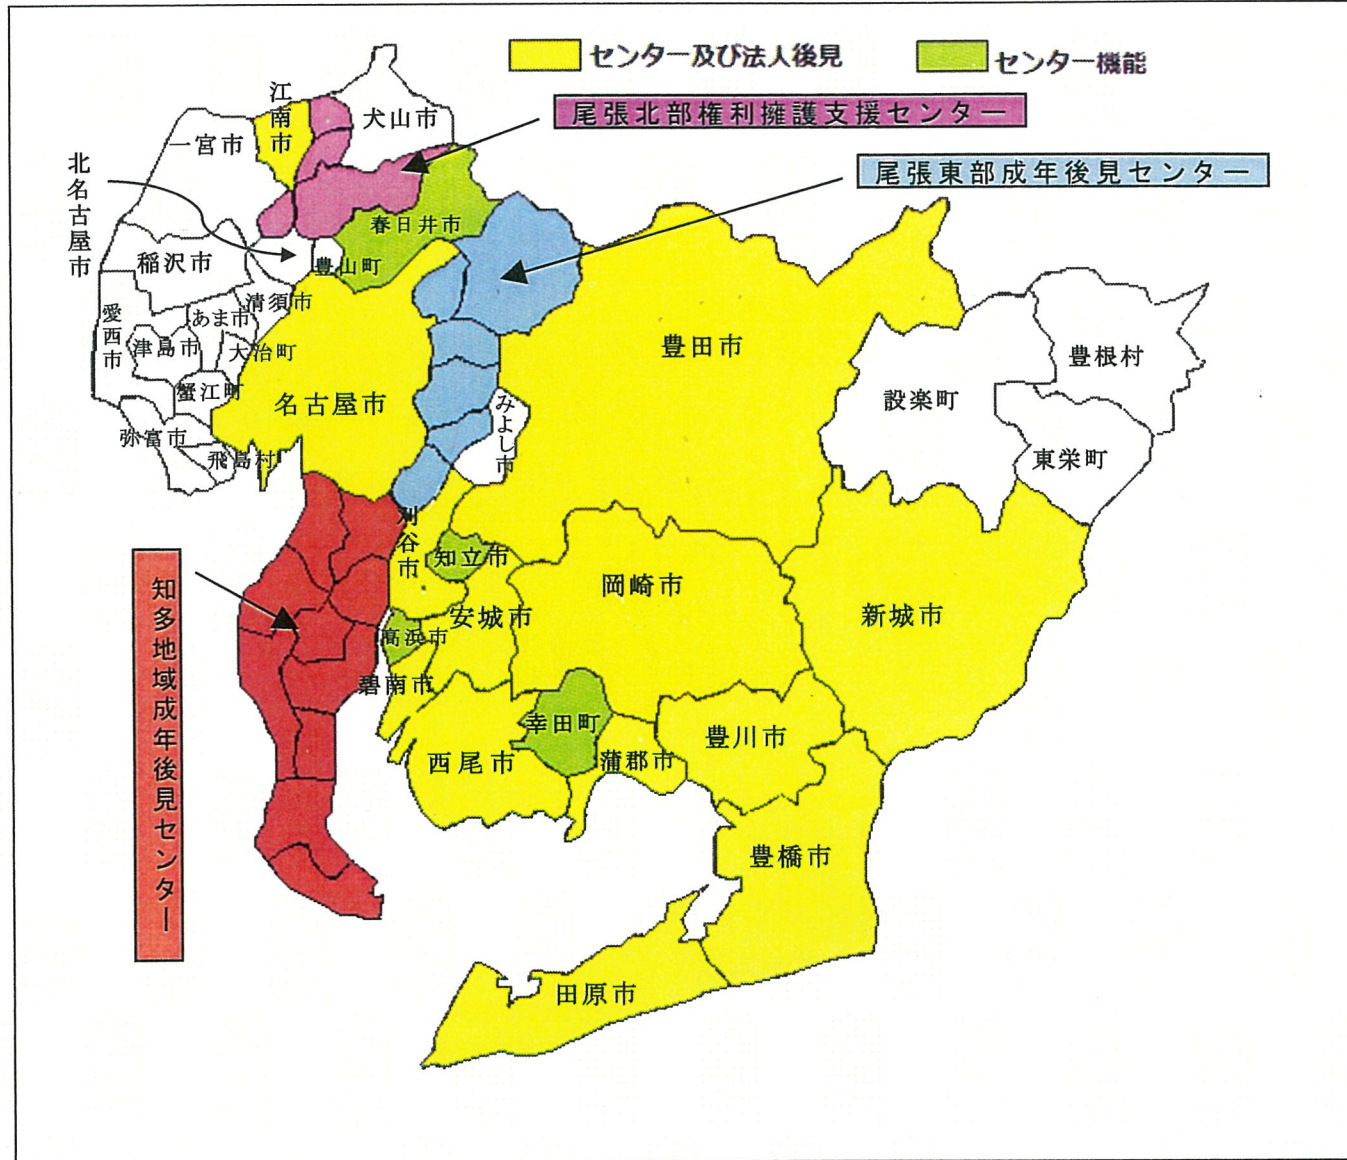 センター及び法人後見
センター機能
尾張北部権利擁護支援センター
尾張東部成年後見センター
江南市
犬山市
一宮市
北名古屋市
春日井市
豊山町
稲沢市
清須市
あま市
愛西市
津島市
大治町
蟹江町
名古屋市
弥富市
飛島村
みよし市
豊田市
設楽町
豊根村
東栄町
刈谷市
知立市
岡崎市
安城市
高浜市
新城市
碧南市
知多地域成年後見センター
幸田町
西尾市
蒲郡市
豊川市
豊橋市
田原市